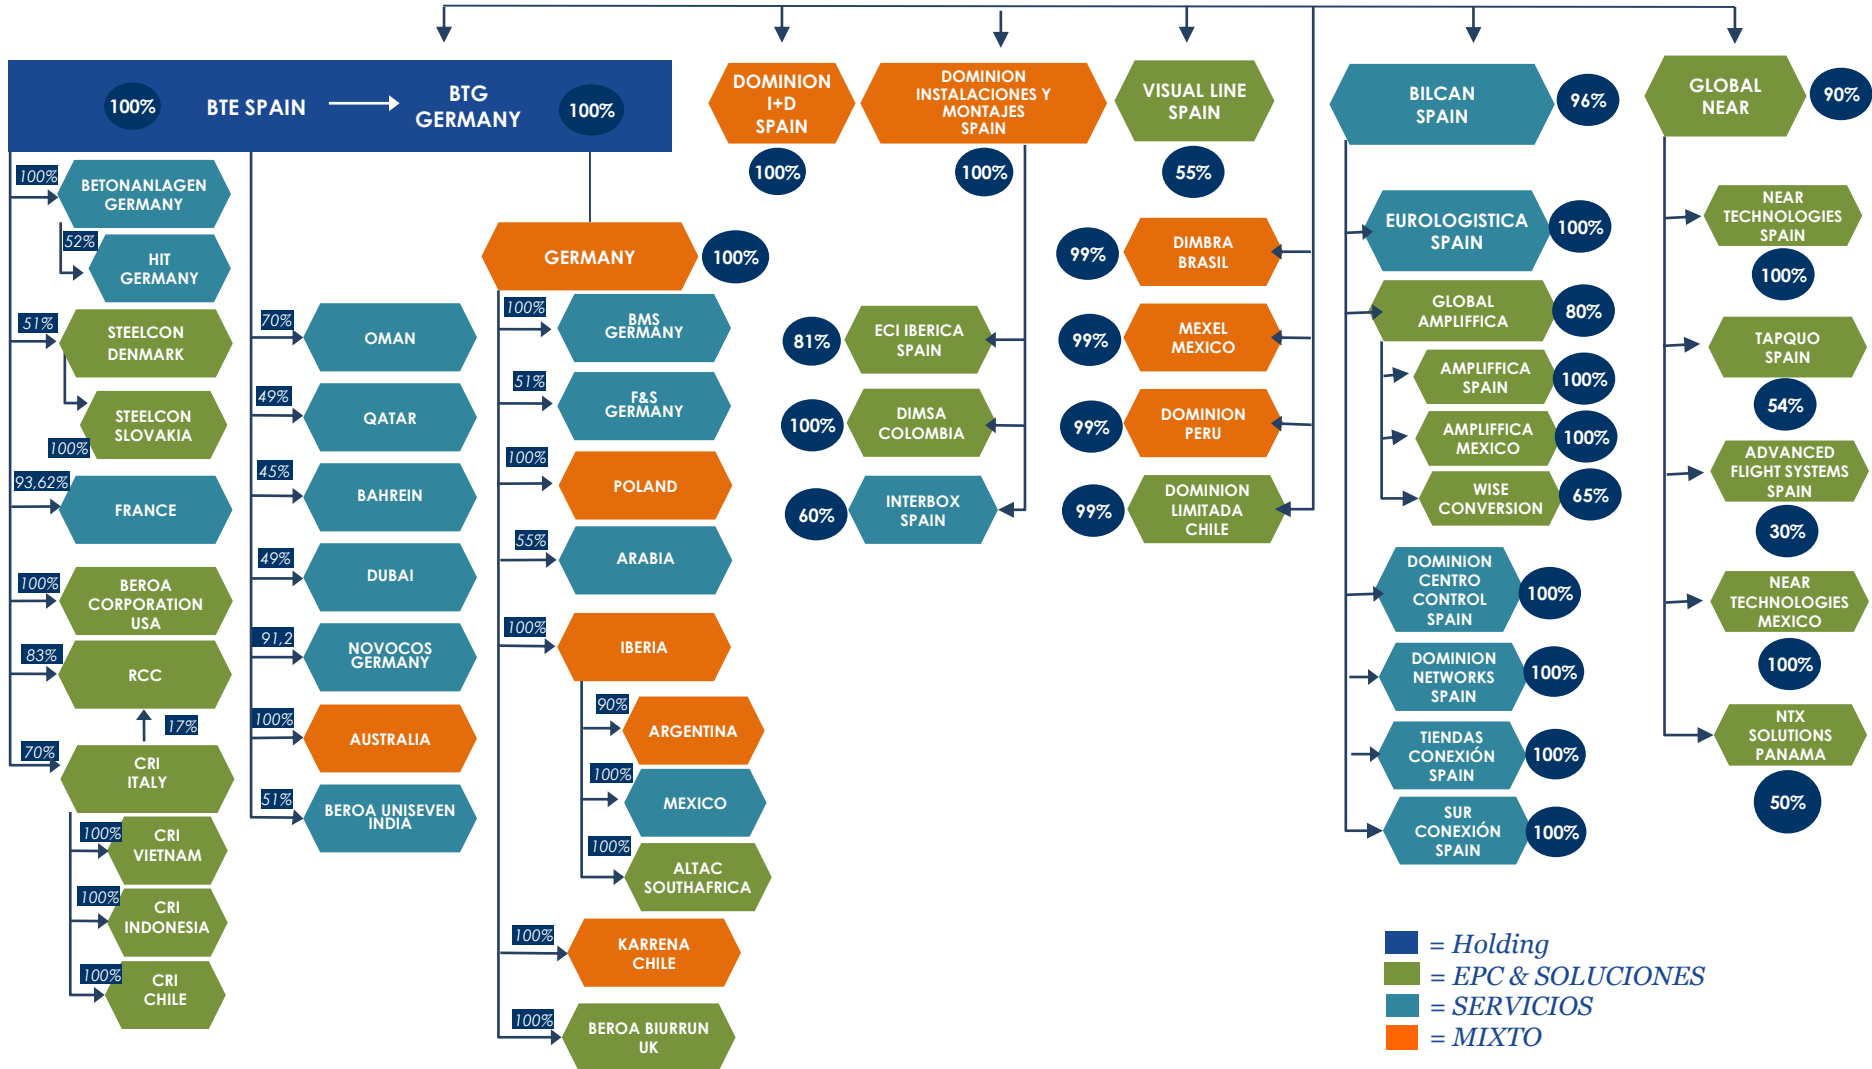 100%
BTE SPAIN
BTG
GERMANY
100%
100%
BETONANLAGEN
GERMANY
52%
HIT
GERMANY
51%
STEELCON
DENMARK
STEELCON
SLOVAKIA
100%
93,62%
FRANCE
100%
BEROA
CORPORATION
USA
83%
RCC
17%
70%
CRI
ITALY
100%
CRI
VIETNAM
100%
CRI
INDONESIA
100%
CRI
CHILE
70%
OMAN
49%
QATAR
45%
BAHREIN
49%
DUBAI
91,2
NOVOCOS
GERMANY
100%
AUSTRALIA
51%
BEROA UNISEVEN
INDIA
GERMANY
100%
100%
BMS
GERMANY
51%
F&S
GERMANY
100%
POLAND
55%
ARABIA
100%
IBERIA
90%
ARGENTINA
100%
MEXICO
100%
ALTAC
SOUTHAFRICA
100%
KARRENA
CHILE
100%
BEROA BIURRUN
UK
DOMINION
I+D
SPAIN
100%
DOMINION
INSTALACIONES Y
MONTAJES
SPAIN
100%
81%
ECI IBERICA
SPAIN
100%
DIMSA
COLOMBIA
60%
INTERBOX
SPAIN
VISUAL LINE
SPAIN
55%
99%
DIMBRA
BRASIL
99%
MEXEL
MEXICO
99%
DOMINION
PERU
99%
DOMINION
LIMITADA
CHILE
BILCAN
SPAIN
96%
EUROLOGISTICA
SPAIN
100%
GLOBAL
AMPLIFFICA
80%
AMPLIFFICA
SPAIN
100%
AMPLIFFICA
MEXICO
100%
WISE
CONVERSION
65%
DOMINION
CENTRO
CONTROL
SPAIN
100%
DOMINION
NETWORKS
SPAIN
100%
TIENDAS
CONEXIÓN
SPAIN
100%
SUR
CONEXIÓN
SPAIN
100%
GLOBAL
NEAR
90%
NEAR
TECHNOLOGIES
SPAIN
100%
TAPQUO
SPAIN
54%
ADVANCED
FLIGHT SYSTEMS
SPAIN
30%
NEAR
TECHNOLOGIES
MEXICO
100%
NTX
SOLUTIONS
PANAMA
50%
= Holding
= EPC & SOLUCIONES
= SERVICIOS
= MIXTO